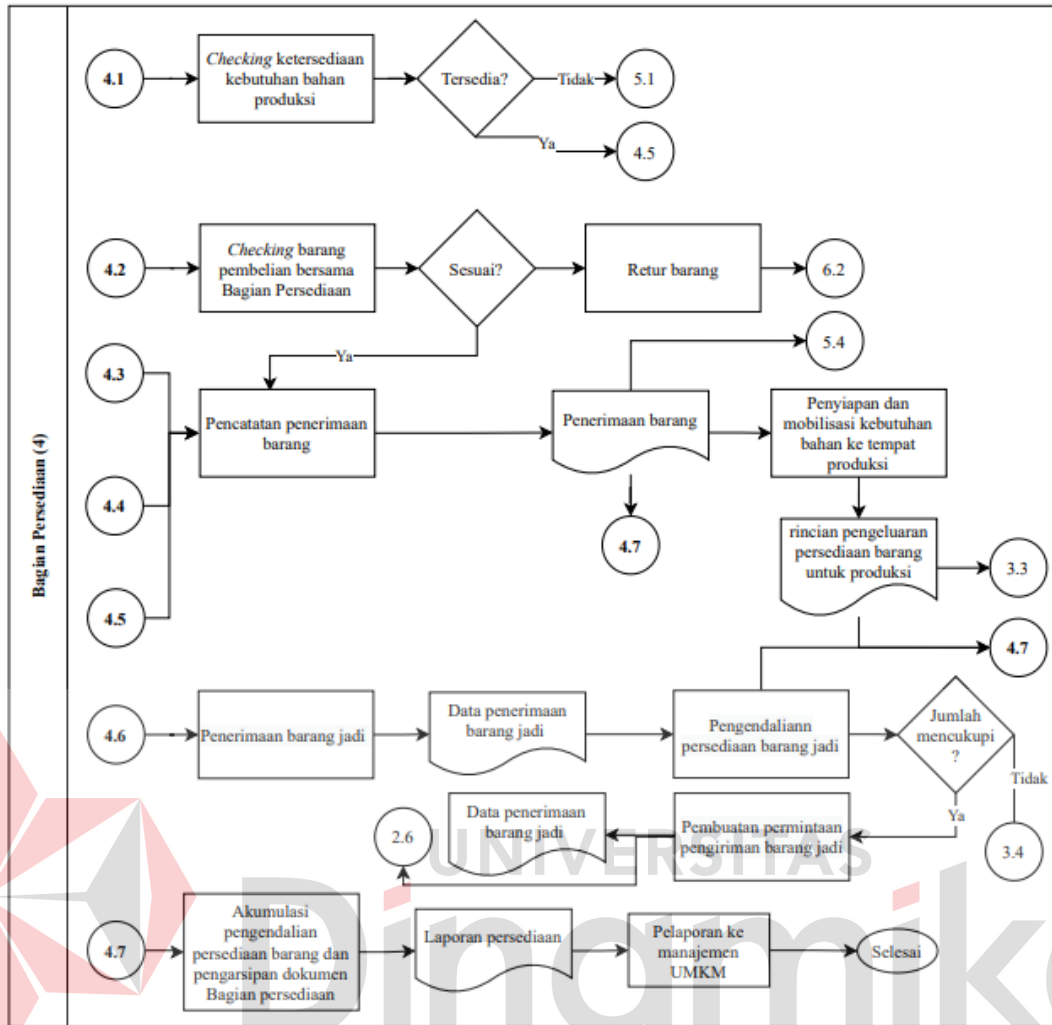 Bagian Persediaan (4)
4.1
Checking ketersediaan
kebutuhan bahan
produksi
Tersedia?
Tidak
5.1
Ya
4.5
4.2
Checking barang
pembelian bersama
Bagian Persediaan
Sesuai?
Retur barang
6.2
Ya
5.4
4.3
4.4
4.5
Pencatatan penerimaan
barang
Penerimaan barang
Penyiapan dan
mobilisasi kebutuhan
bahan ke tempat
produksi
4.7
rincian pengeluaran
persediaan barang
untuk produksi
3.3
4.7
4.6
Penerimaan barang jadi
Data penerimaan
barang jadi
Pengendaliann
persediaan barang jadi
Jumlah
mencukupi
?
Tidak
Ya
3.4
Pembuatan permintaan
pengiriman barang jadi
Data penerimaan
barang jadi
2.6
4.7
Akumulasi
pengendalian
persediaan barang dan
pengarsipan dokumen
Bagian persediaan
Laporan persediaan
Pelaporan ke
manajemen
UMKM
Selesai
UNIVERSITAS
Dinamika